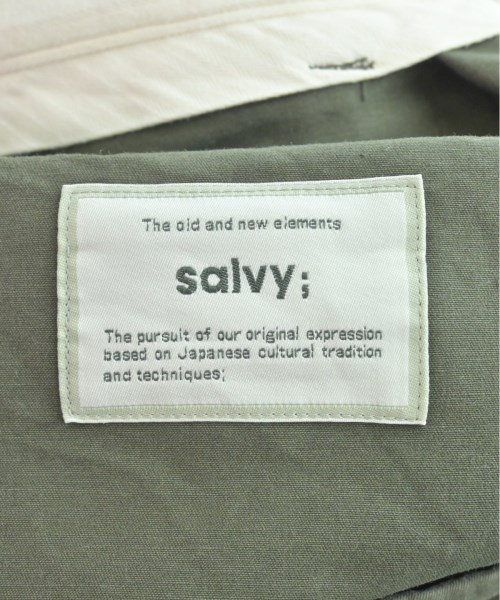 The old and new elements
salvy;
The pursuit of our original expression
based on Japanese cultural tradition
and techniques;